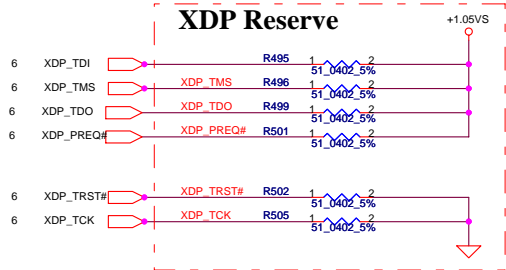 XDP Reserve
+1.05VS
6 XDP_TDI R495 1 2
51_0402_5%
6 XDP_TMS XDP_TMS R496 1 2
51_0402_5%
6 XDP_TDO XDP_TDO R499 1 2
51_0402_5%
6 XDP_PREQ# XDP_PREQ# R501 1 2
51_0402_5%
6 XDP_TRST# XDP_TRST# R502 1 2
51_0402_5%
6 XDP_TCK XDP_TCK R505 1 2
51_0402_5%